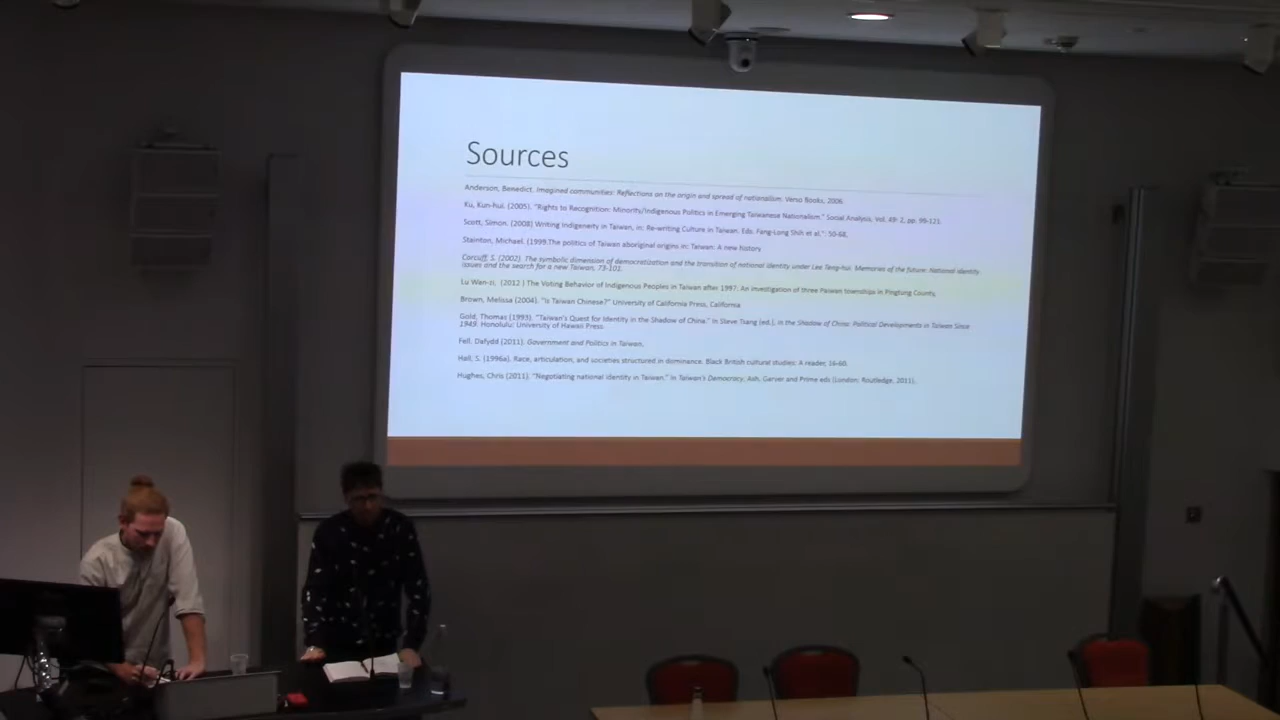 Sources
Anderson, Benedict. Imagined communities: Reflections on the origin and spread of nationalism. Verso Books, 2006
Ku, Kun-hui. (2005). "Rights to Recognition: Minority/Indigenous Politics in Emerging Taiwanese Nationalism." Social Analysis, Vol. 49: 2, pp. 99-121.
Scott, Simon. (2008) Writing Indigeneity in Taiwan, in: Re-writing Culture in Taiwan. Eds. Fang-Long Shih et al,": 50-68,
Stainton, Michael. (1999.The politics of Taiwan aboriginal origins in: Taiwan: A new history
Corcuff, S. (2002). The symbolic dimension of democratization and the transition of national identity under Lee Teng-hui. Memories of the future: National identity
issues and the search for a new Taiwan, 73-101.
Lu Wan-zi, (2012 ) The Voting Behavior of Indigenous Peoples in Taiwan after 1997: An investigation of three Paiwan townships in Pingtung County,
Brown, Melissa (2004). "Is Taiwan Chinese?" University of California Press, California
Gold, Thomas (1993). "Taiwan's Quest for Identity in the Shadow of China." In Steve Tsang (ed.), In the Shadow of China: Political Developments in Taiwan Since
1949. Honolulu: University of Hawaii Press.
Fell, Dafydd (2011). Government and Politics in Taiwan,
Hall, S. (1996a). Race, articulation, and societies structured in dominance. Black British cultural studies: A reader, 16-60.
Hughes, Chris (2011). "Negotiating national identity in Taiwan." In Taiwan's Democracy, Ash, Garver and Prime eds (London: Routledge, 2011).